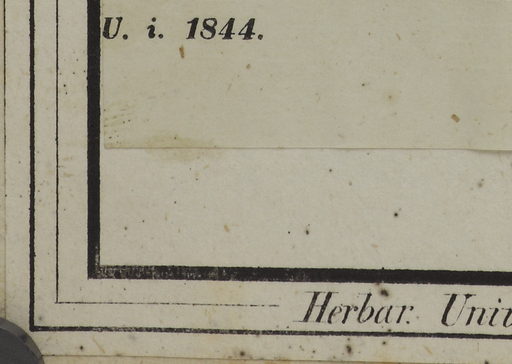 U. i. 1844.
Herbar. Univ